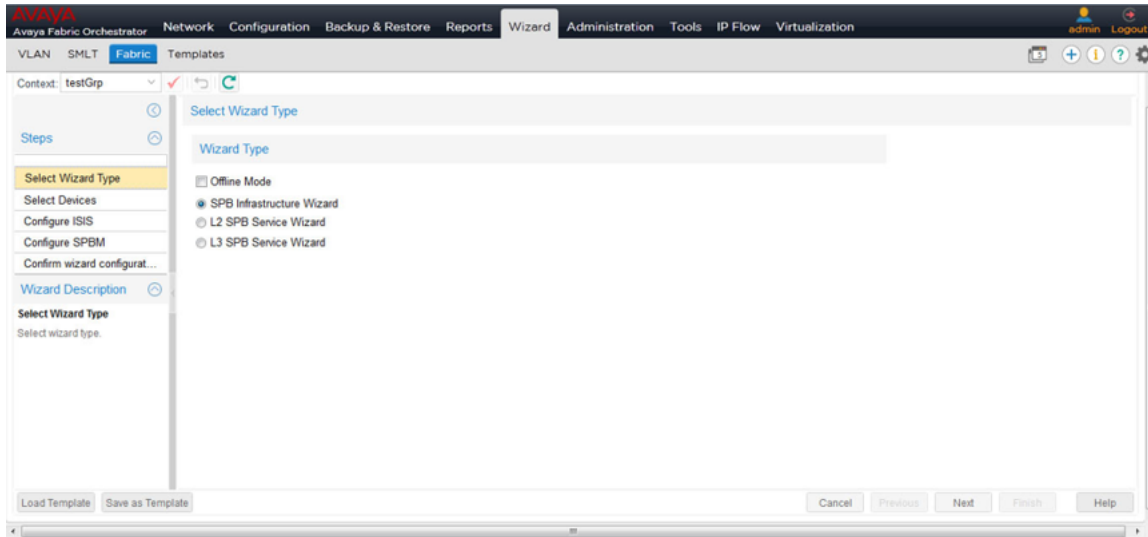 AVAYA
Avaya Fabric Orchestrator Network Configuration Backup & Restore Reports Wizard Administration Tools IP Flow Virtualization admin Logout
VLAN SMLT Fabric Templates
Context: testGrp
Select Wizard Type
Steps
Wizard Type
Select Wizard Type
Offline Mode
Select Devices
SPB Infrastructure Wizard
Configure ISIS
L2 SPB Service Wizard
Configure SPBM
L3 SPB Service Wizard
Confirm wizard configurat...
Wizard Description
Select Wizard Type
Select wizard type.
Load Template Save as Template Cancel Previous Next Finish Help